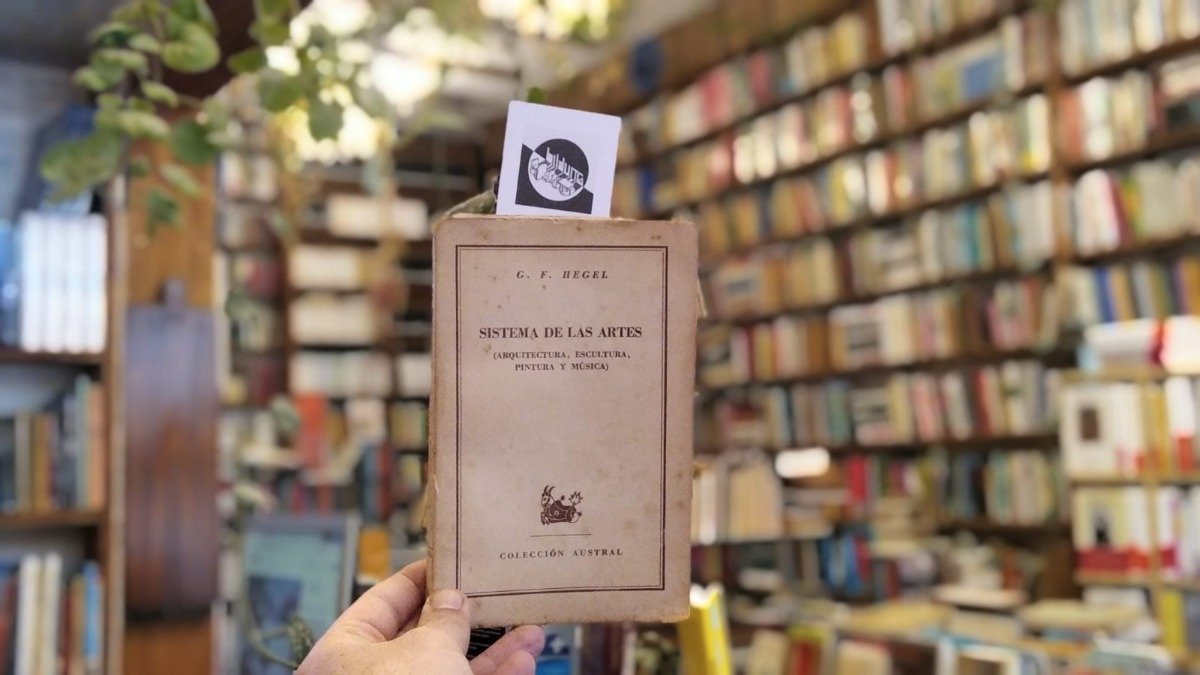 G. F. HEGEL
SISTEMA DE LAS ARTES
(ARQUITECTURA, ESCULTURA,
PINTURA Y MÚSICA)
COLECCIÓN AUSTRAL